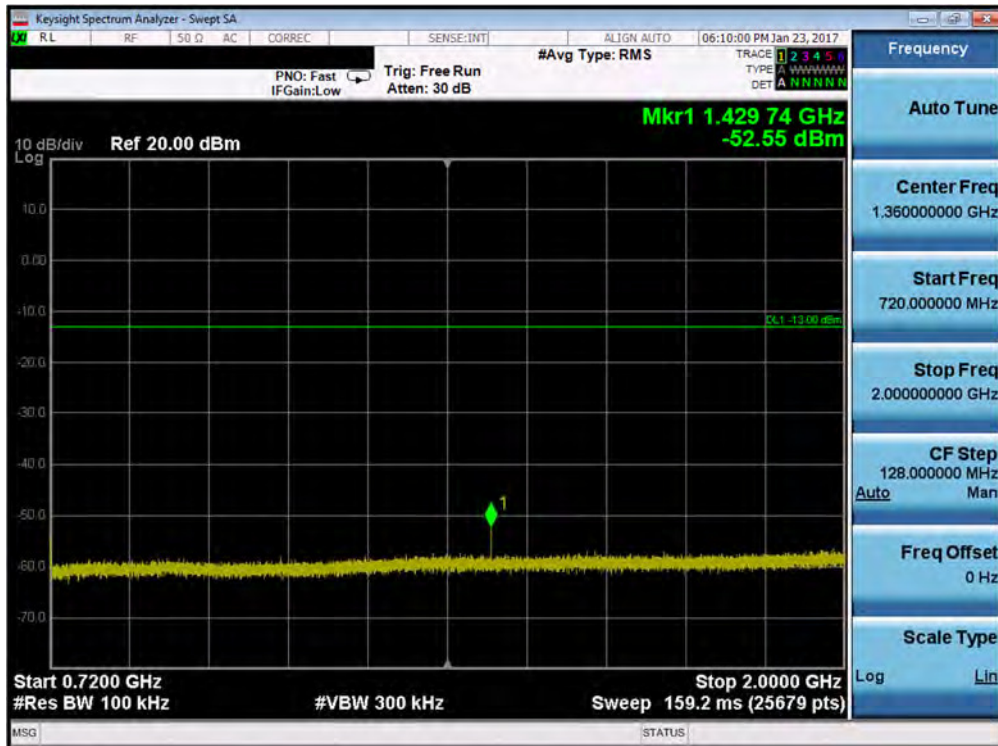 Keysight Spectrum Analyzer - Swept SA
LXI RL RF 50 Ω AC CORREC SENSE:INT ALIGN AUTO 06:10:00 PM Jan 23, 2017
#Avg Type: RMS
TRACE 1 2 3 4 5 6
PNO: Fast Trig: Free Run
TYPE A WWWWW
IFGain:Low Atten: 30 dB
DET A N N N N N
Mkr1 1.429 74 GHz
-52.55 dBm
10 dB/div Ref 20.00 dBm
Log
10.0
0.00
-10.0
DL1 -13.00 dBm
-20.0
-30.0
-40.0
-50.0
1
-60.0
-70.0
Start 0.7200 GHz Stop 2.0000 GHz
#Res BW 100 kHz #VBW 300 kHz Sweep 159.2 ms (25679 pts)
MSG STATUS
Frequency
Auto Tune
Center Freq
1.360000000 GHz
Start Freq
720.000000 MHz
Stop Freq
2.000000000 GHz
CF Step
128.000000 MHz
Auto Man
Freq Offset
0 Hz
Scale Type
Log Lin